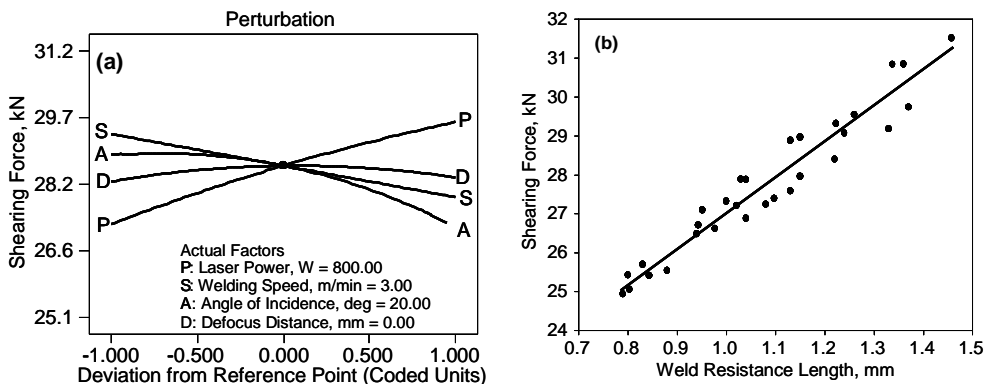 Perturbation
(a)
Shearing Force, kN
31.2
29.7
28.2
26.6
25.1
S
A
D
P
P
D
S
A
Actual Factors
P: Laser Power, W = 800.00
S: Welding Speed, m/min = 3.00
A: Angle of Incidence, deg = 20.00
D: Defocus Distance, mm = 0.00
-1.000 -0.500 0.000 0.500 1.000
Deviation from Reference Point (Coded Units)
(b)
Shearing Force, kN
32
31
30
29
28
27
26
25
24
0.7 0.8 0.9 1.0 1.1 1.2 1.3 1.4 1.5
Weld Resistance Length, mm